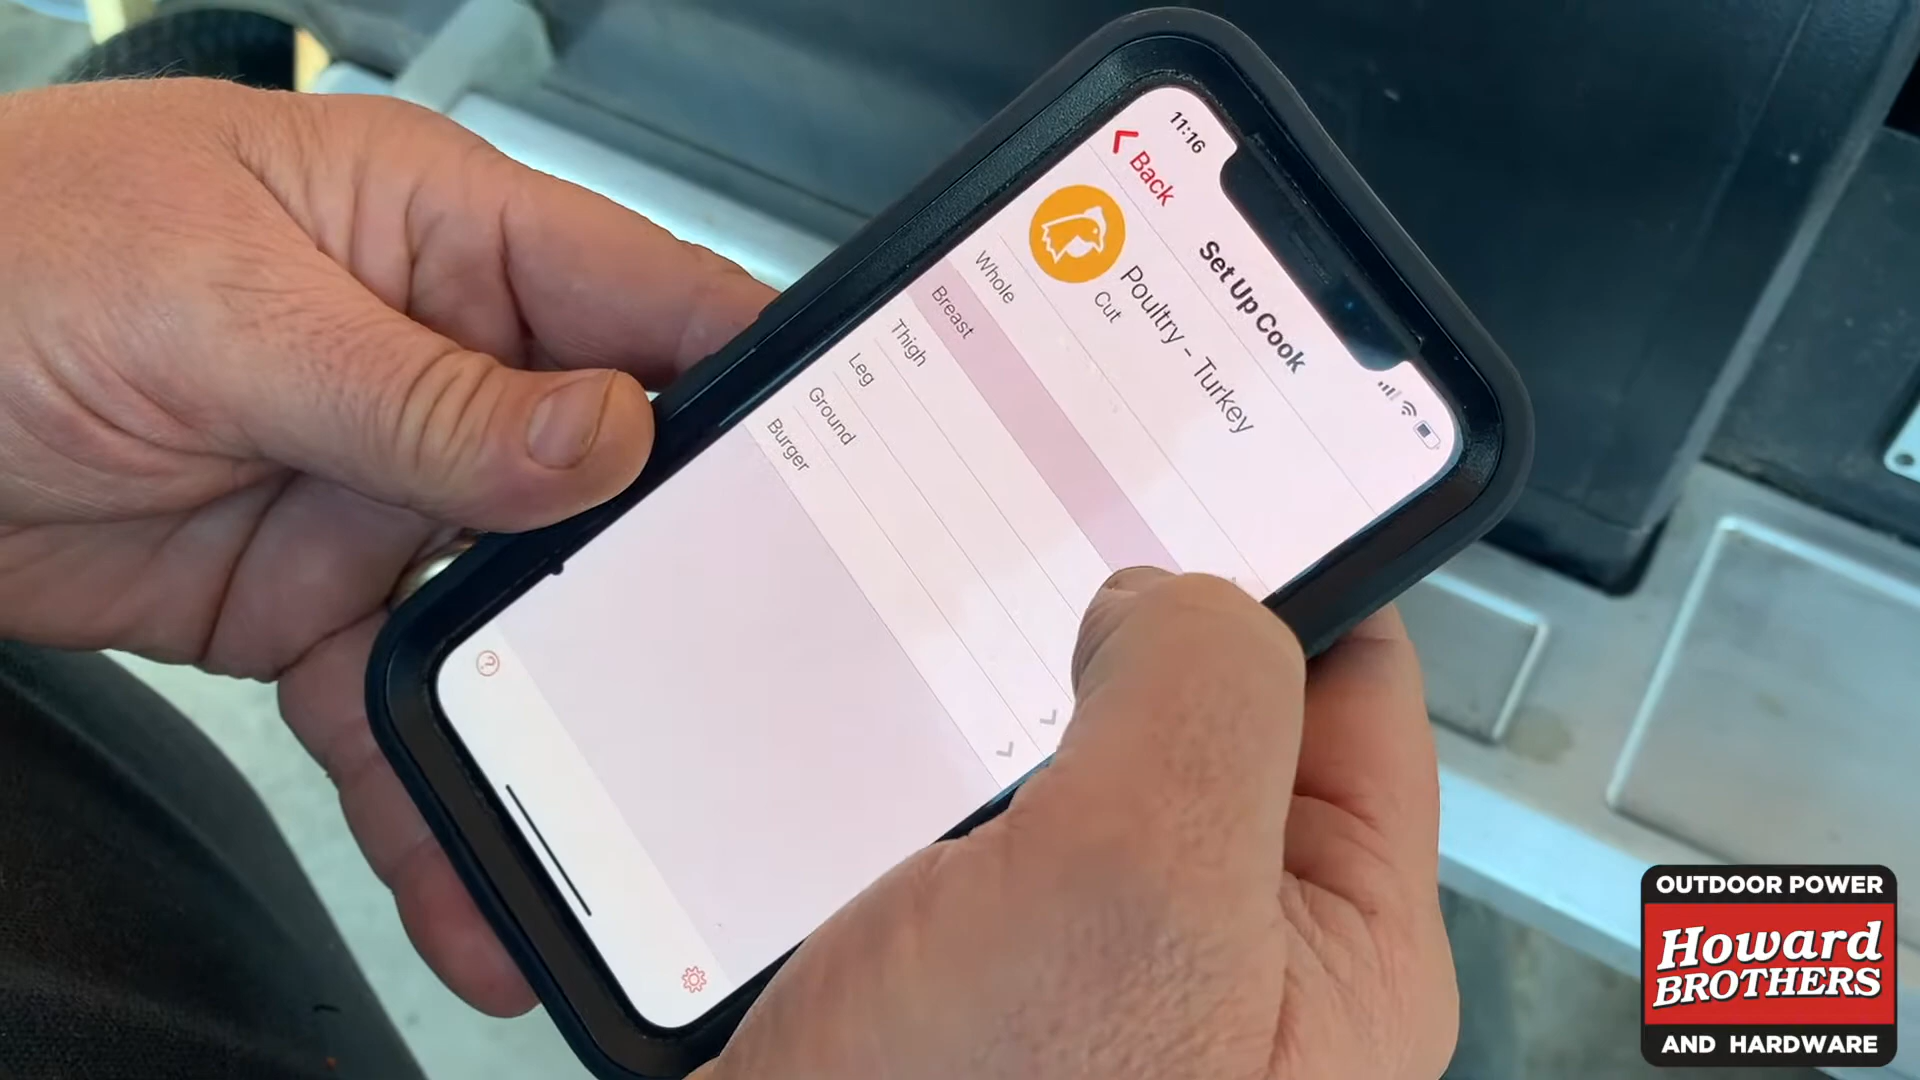 11:16
Back
Set Up Cook
Poultry - Turkey
Cut
Whole
Breast
Thigh
Leg
Ground
Burger
?
OUTDOOR POWER
Howard
BROTHERS
AND HARDWARE